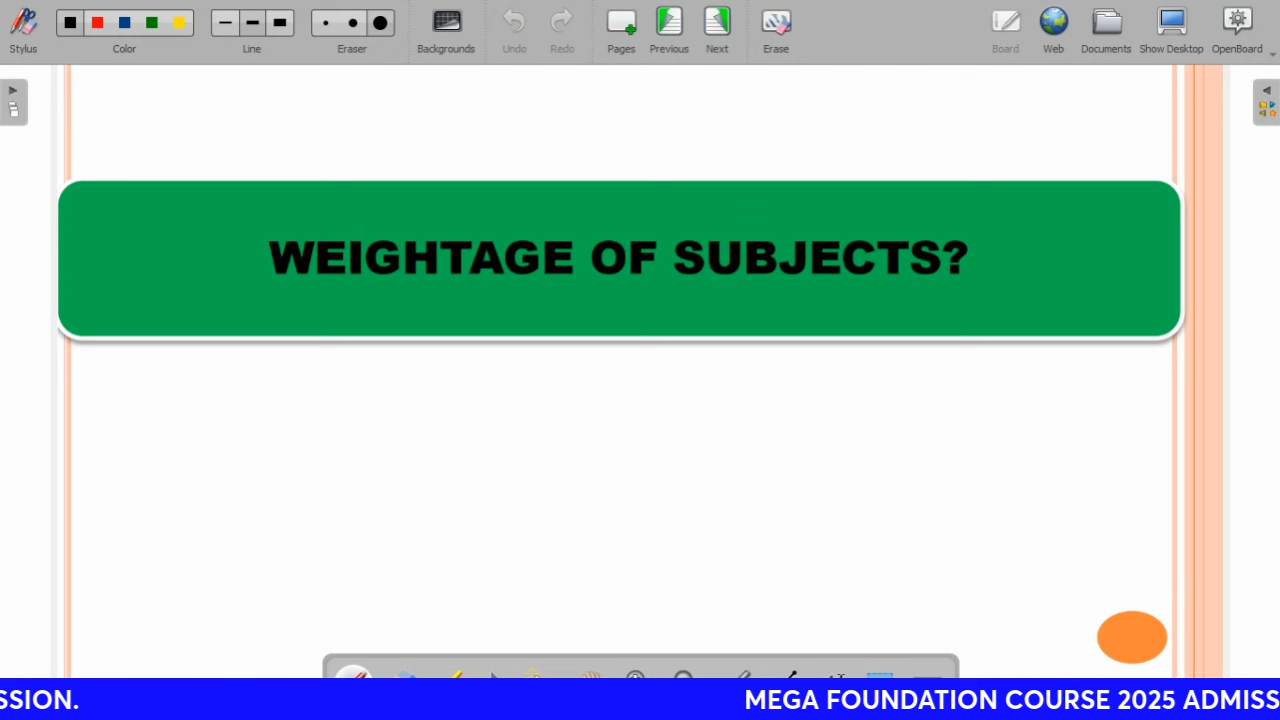 Stylus Color Line Eraser Backgrounds Undo Redo Pages Previous Next Erase Board Web Documents Show Desktop OpenBoard
WEIGHTAGE OF SUBJECTS?
SSION. MEGA FOUNDATION COURSE 2025 ADMISS